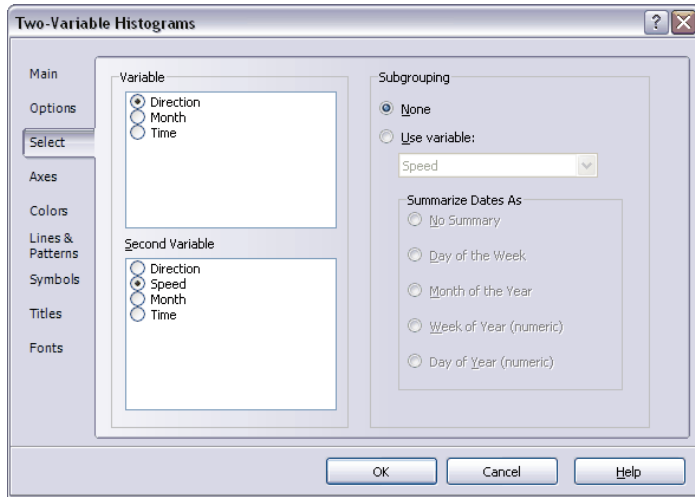 Two-Variable Histograms
?
Main
Options
Select
Axes
Colors
Lines &
Patterns
Symbols
Titles
Fonts
Variable
Direction
Month
Time
Second Variable
Direction
Speed
Month
Time
Subgrouping
None
Use variable:
Speed
Summarize Dates As
No Summary
Day of the Week
Month of the Year
Week of Year (numeric)
Day of Year (numeric)
OK
Cancel
Help